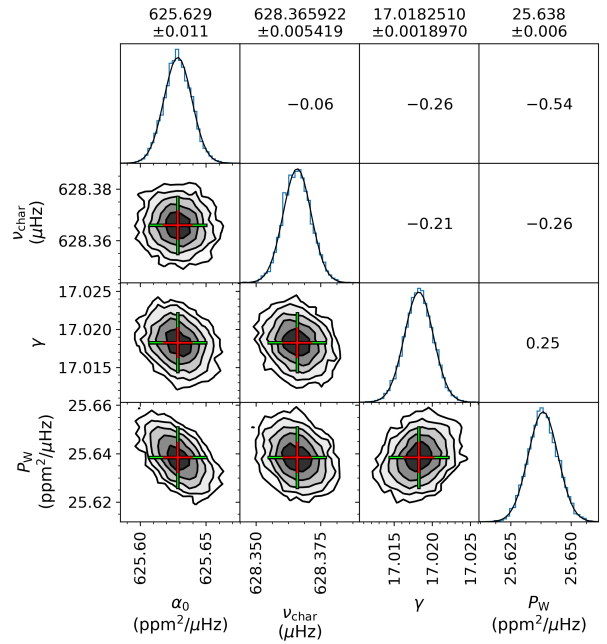 625.629
±0.011
628.365922
±0.005419
17.0182510
±0.0018970
25.638
±0.006
−0.06
−0.26
−0.54
628.38
628.36
ν_char
(μHz)
−0.21
−0.26
17.025
17.020
17.015
γ
0.25
25.66
25.64
25.62
P_W
(ppm²/μHz)
625.60
625.65
628.350
628.375
17.015
17.020
17.025
25.625
25.650
α₀
(ppm²/μHz)
ν_char
(μHz)
γ
P_W
(ppm²/μHz)